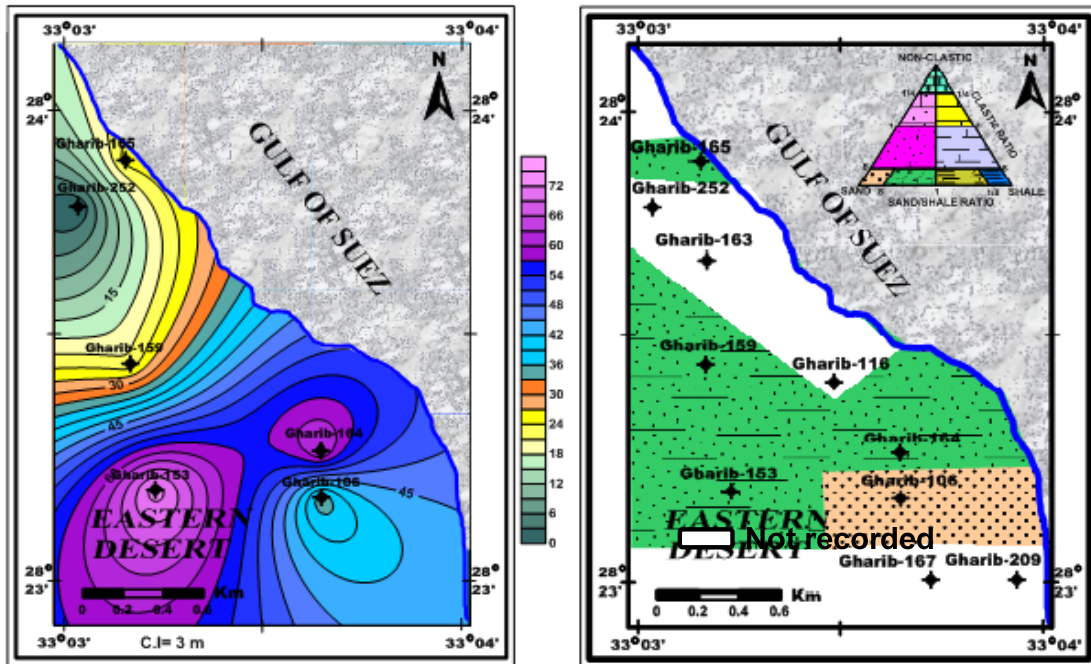 33°03'
33°04'
N
28°
24'
28°
24'
Gharib-165
Gharib-252
GULF OF SUEZ
15
Gharib-159
30
45
Gharib-164
Gharib-153
Gharib-106
45
EASTERN
DESERT
28°
23'
28°
23'
Km
0 0.2 0.4 0.6
33°03'
C.I= 3 m
33°04'
72
66
60
54
48
42
36
30
24
18
12
6
0
33°03'
33°04'
NON-CLASTIC
N
CLASTIC RATIO
SAND 8 1 1/8 SHALE
SAND/SHALE RATIO
28°
24'
28°
24'
Gharib-165
Gharib-252
Gharib-163
GULF OF SUEZ
Gharib-159
Gharib-116
Gharib-164
Gharib-153
Gharib-106
EASTERN
DESERT
Not recorded
Gharib-167
Gharib-209
28°
23'
28°
23'
Km
0 0.2 0.4 0.6
33°03'
33°04'